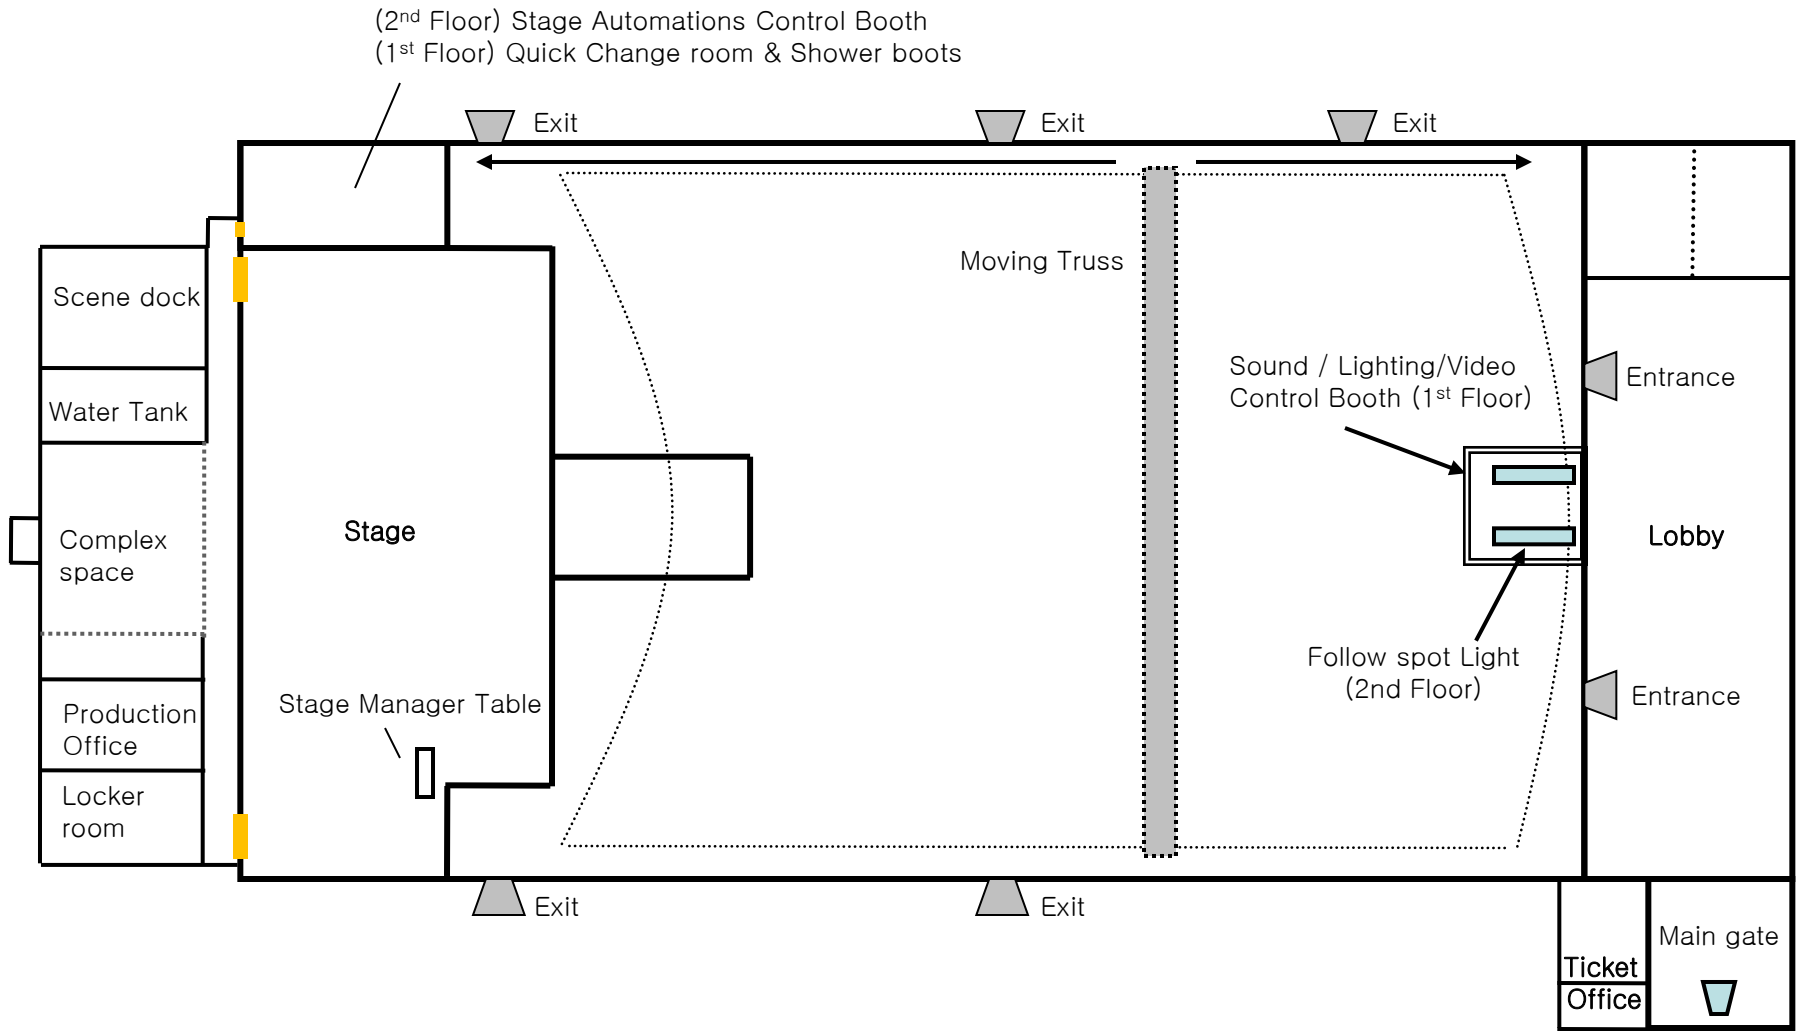 (2nd Floor) Stage Automations Control Booth
(1st Floor) Quick Change room & Shower boots
Exit
Exit
Exit
Moving Truss
Scene dock
Water Tank
Complex
space
Production
Office
Locker
room
Stage
Stage Manager Table
Sound / Lighting/Video
Control Booth (1st Floor)
Follow spot Light
(2nd Floor)
Entrance
Lobby
Entrance
Exit
Exit
Main gate
Ticket
Office